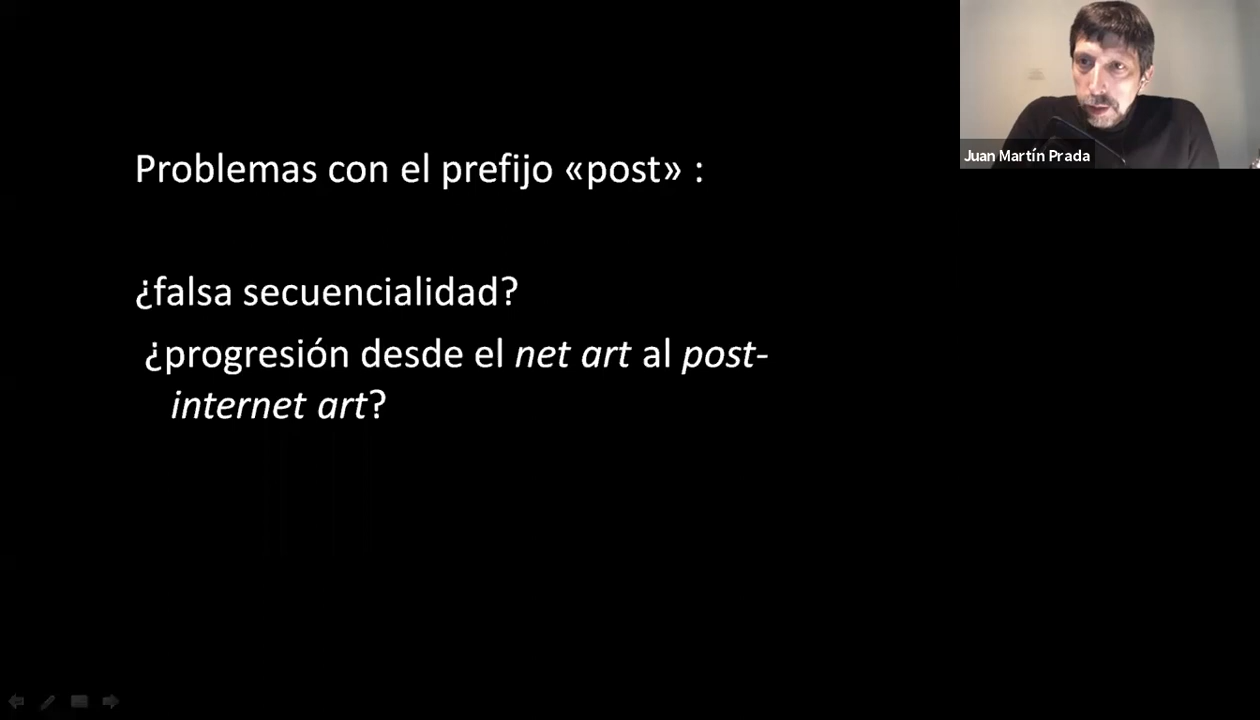 Problemas con el prefijo «post» :
¿falsa secuencialidad?
¿progresión desde el net art al post-
internet art?
Juan Martín Prada